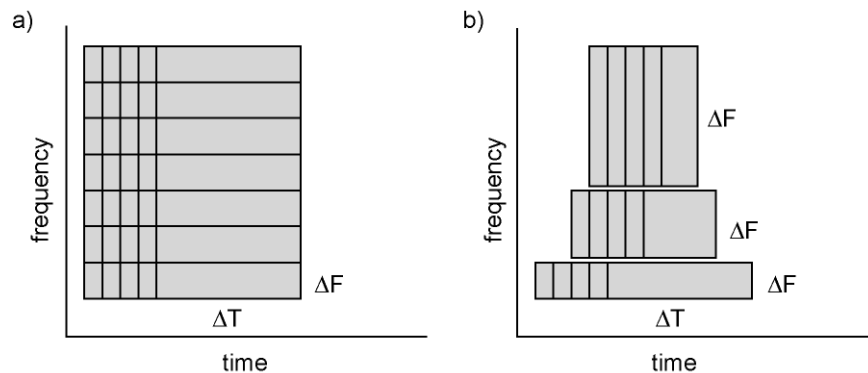 a)
frequency
ΔF
ΔT
time
b)
frequency
ΔF
ΔF
ΔF
ΔT
time